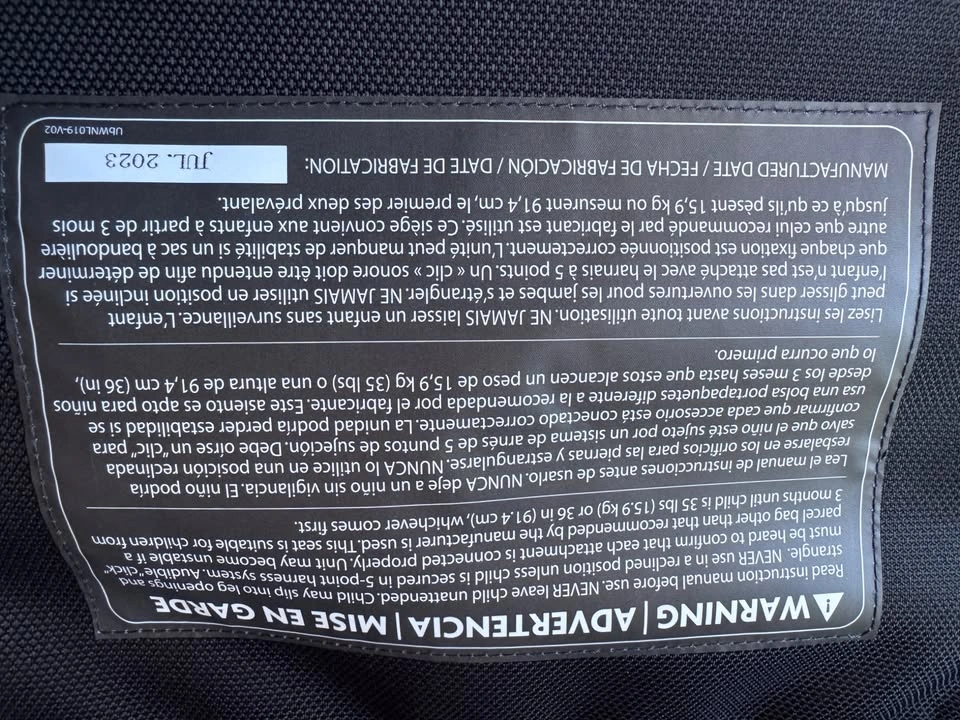 WARNING | ADVERTENCIA | MISE EN GARDE
Read instruction manual before use. NEVER leave child unattended. Child may slip into leg openings and
strangle. NEVER use in a reclined position unless child is secured in 5-point harness system. Audible "click"
must be heard to confirm that each attachment is connected properly. Unit may become unstable if a
parcel bag other than that recommended by the manufacturer is used. This seat is suitable for children from
3 months until child is 35 lbs (15.9 kg) or 36 in (91.4 cm), whichever comes first.
Lea el manual de instrucciones antes de usarlo. NUNCA deje a un niño sin vigilancia. El niño podría
resbalarse en los orificios para las piernas y estrangularse. NUNCA lo utilice en una posición reclinada
salvo que el niño esté sujeto por un sistema de arnés de 5 puntos de sujeción. Debe oírse un "clic" para
confirmar que cada accesorio está conectado correctamente. La unidad podría perder estabilidad si se
usa una bolsa portapaquetes diferente a la recomendada por el fabricante. Este asiento es apto para niños
desde los 3 meses hasta que estos alcancen un peso de 15,9 kg (35 lbs) o una altura de 91,4 cm (36 in),
lo que ocurra primero.
Lisez les instructions avant toute utilisation. NE JAMAIS laisser un enfant sans surveillance. L'enfant
peut glisser dans les ouvertures pour les jambes et s'étrangler. NE JAMAIS utiliser en position inclinée si
l'enfant n'est pas attaché avec le harnais à 5 points. Un « clic » sonore doit être entendu afin de déterminer
que chaque fixation est positionnée correctement. L'unité peut manquer de stabilité si un sac à bandoulière
autre que celui recommandé par le fabricant est utilisé. Ce siège convient aux enfants à partir de 3 mois
jusqu'à ce qu'ils pèsent 15,9 kg ou mesurent 91,4 cm, le premier des deux prévalant.
MANUFACTURED DATE / FECHA DE FABRICACIÓN / DATE DE FABRICATION: JUL. 2023
UbWNL019-V02